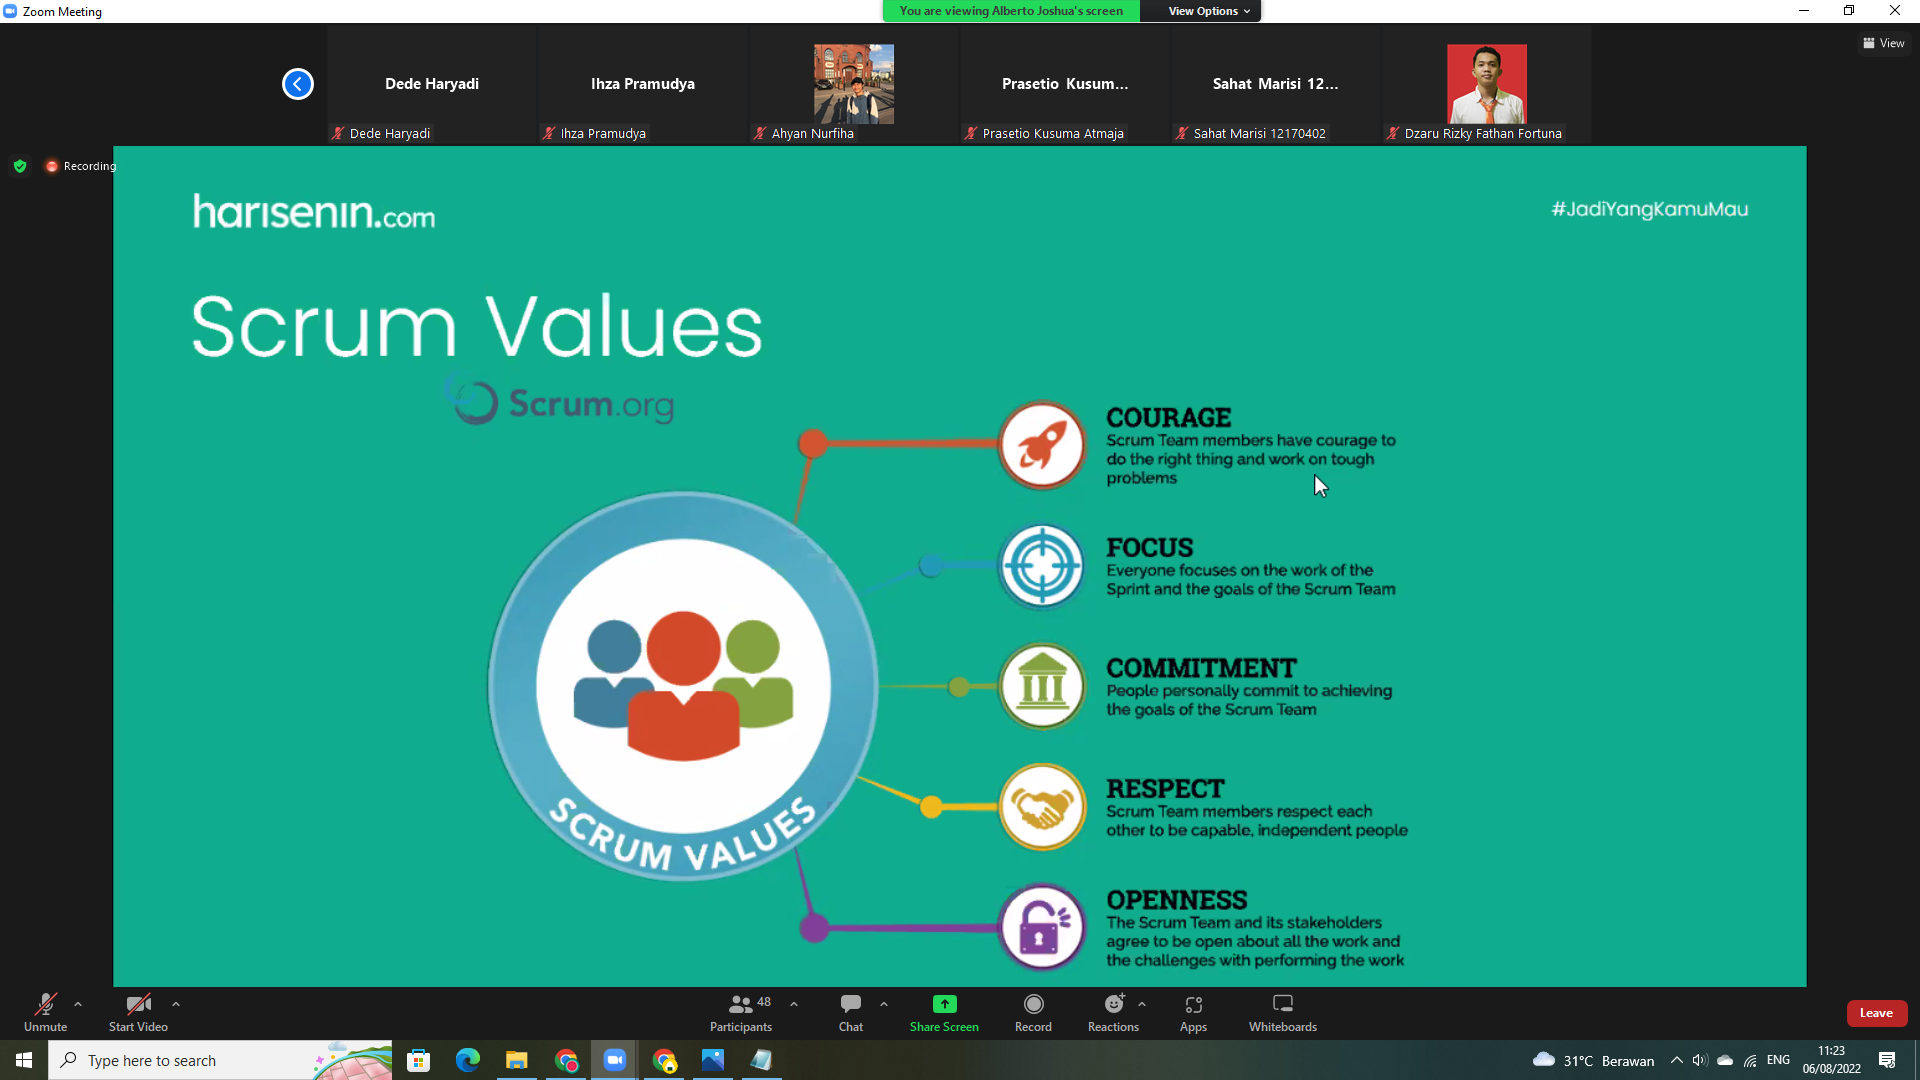 Zoom Meeting
You are viewing Alberto Joshua's screen
View Options
View
Dede Haryadi
Ihza Pramudya
Prasetio Kusum...
Sahat Marisi 12...
Dede Haryadi
Ihza Pramudya
Ahyan Nurfiha
Prasetio Kusuma Atmaja
Sahat Marisi 12170402
Dzaru Rizky Fathan Fortuna
Recording
harisenin.com
#JadiYangKamuMau
Scrum Values
Scrum.org
COURAGE
Scrum Team members have courage to
do the right thing and work on tough
problems
FOCUS
Everyone focuses on the work of the
Sprint and the goals of the Scrum Team
COMMITMENT
People personally commit to achieving
the goals of the Scrum Team
RESPECT
Scrum Team members respect each
other to be capable, independent people
OPENNESS
The Scrum Team and its stakeholders
agree to be open about all the work and
the challenges with performing the work
SCRUM VALUES
Unmute
Start Video
48
Participants
Chat
Share Screen
Record
Reactions
Apps
Whiteboards
Leave
Type here to search
31°C Berawan
ENG
11:23
06/08/2022